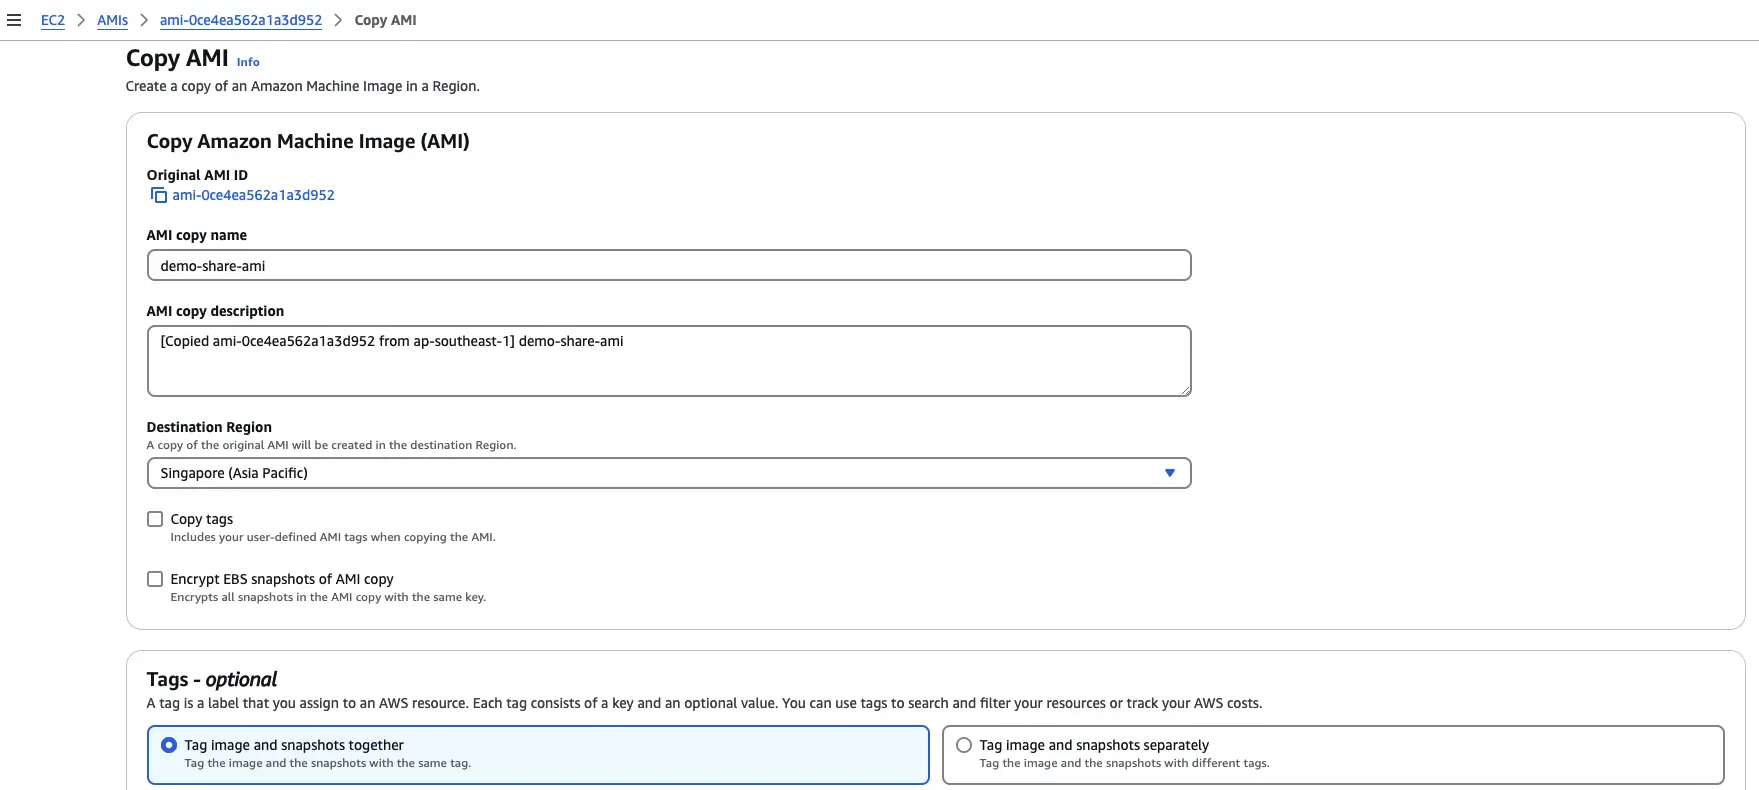 EC2 > AMIs > ami-0ce4ea562a1a3d952 > Copy AMI
Copy AMI Info
Create a copy of an Amazon Machine Image in a Region.
Copy Amazon Machine Image (AMI)
Original AMI ID
ami-0ce4ea562a1a3d952
AMI copy name
demo-share-ami
AMI copy description
[Copied ami-0ce4ea562a1a3d952 from ap-southeast-1] demo-share-ami
Destination Region
A copy of the original AMI will be created in the destination Region.
Singapore (Asia Pacific)
Copy tags
Includes your user-defined AMI tags when copying the AMI.
Encrypt EBS snapshots of AMI copy
Encrypts all snapshots in the AMI copy with the same key.
Tags - optional
A tag is a label that you assign to an AWS resource. Each tag consists of a key and an optional value. You can use tags to search and filter your resources or track your AWS costs.
Tag image and snapshots together
Tag the image and the snapshots with the same tag.
Tag image and snapshots separately
Tag the image and the snapshots with different tags.